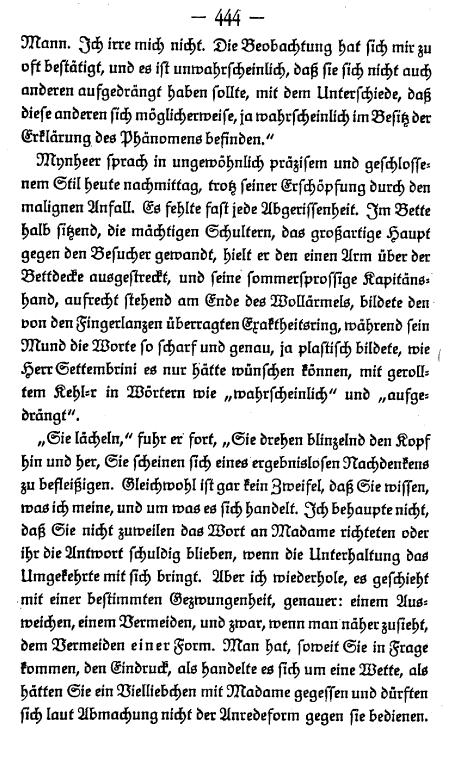 — 444 —
Mann. Ich irre mich nicht. Die Beobachtung hat sich mir zu
oft bestätigt, und es ist unwahrscheinlich, daß sie sich nicht auch
anderen aufgedrängt haben sollte, mit dem Unterschiede, daß
diese anderen sich möglicherweise, ja wahrscheinlich im Besitz der
Erklärung des Phänomens befinden.“
Mynheer sprach in ungewöhnlich präzisem und geschlosse-
nem Stil heute nachmittag, trotz seiner Erschöpfung durch den
malignen Anfall. Es fehlte fast jede Abgerissenheit. Im Bette
halb sitzend, die mächtigen Schultern, das großartige Haupt
gegen den Besucher gewandt, hielt er den einen Arm über der
Bettdecke ausgestreckt, und seine sommersprossige Kapitäns-
hand, aufrecht stehend am Ende des Wollärmels, bildete den
von den Fingerlanzen überragten Exaktheitsring, während sein
Mund die Worte so scharf und genau, ja plastisch bildete, wie
Herr Settembrini es nur hätte wünschen können, mit geroll-
tem Kehl-r in Wörtern wie „wahrscheinlich“ und „aufge-
drängt“.
„Sie lächeln,“ fuhr er fort, „Sie drehen blinzelnd den Kopf
hin und her, Sie scheinen sich eines ergebnislosen Nachdenkens
zu befleißigen. Gleichwohl ist gar kein Zweifel, daß Sie wissen,
was ich meine, und um was es sich handelt. Ich behaupte nicht,
daß Sie nicht zuweilen das Wort an Madame richteten oder
ihr die Antwort schuldig blieben, wenn die Unterhaltung das
Umgekehrte mit sich bringt. Aber ich wiederhole, es geschieht
mit einer bestimmten Gezwungenheit, genauer: einem Aus-
weichen, einem Vermeiden, und zwar, wenn man näher zusieht,
dem Vermeiden einer Form. Man hat, soweit Sie in Frage
kommen, den Eindruck, als handelte es sich um eine Wette, als
hätten Sie ein Vielliebchen mit Madame gegessen und dürften
sich laut Abmachung nicht der Anredeform gegen sie bedienen.